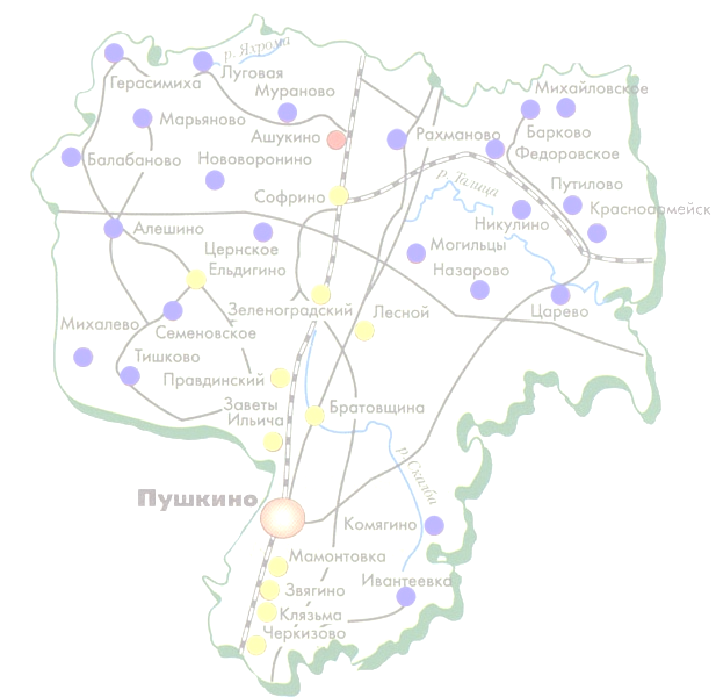 р. Яхрома
Герасимиха
Луговая
Мураново
Михайловское
Марьяново
Ашукино
Рахманово
Барково
Балабаново
Нововоронино
Федоровское
Софрино
р. Талица
Путилово
Красноармейск
Алешино
Никулино
Цернское
Могильцы
Ельдигино
Назарово
Зеленоградский
Лесной
Царево
Михалево
Семеновское
Тишково
Правдинский
Заветы
Ильича
Братовщина
р. Скалба
Пушкино
Комягино
Мамонтовка
Ивантеевка
Звягино
Клязьма
Черкизово